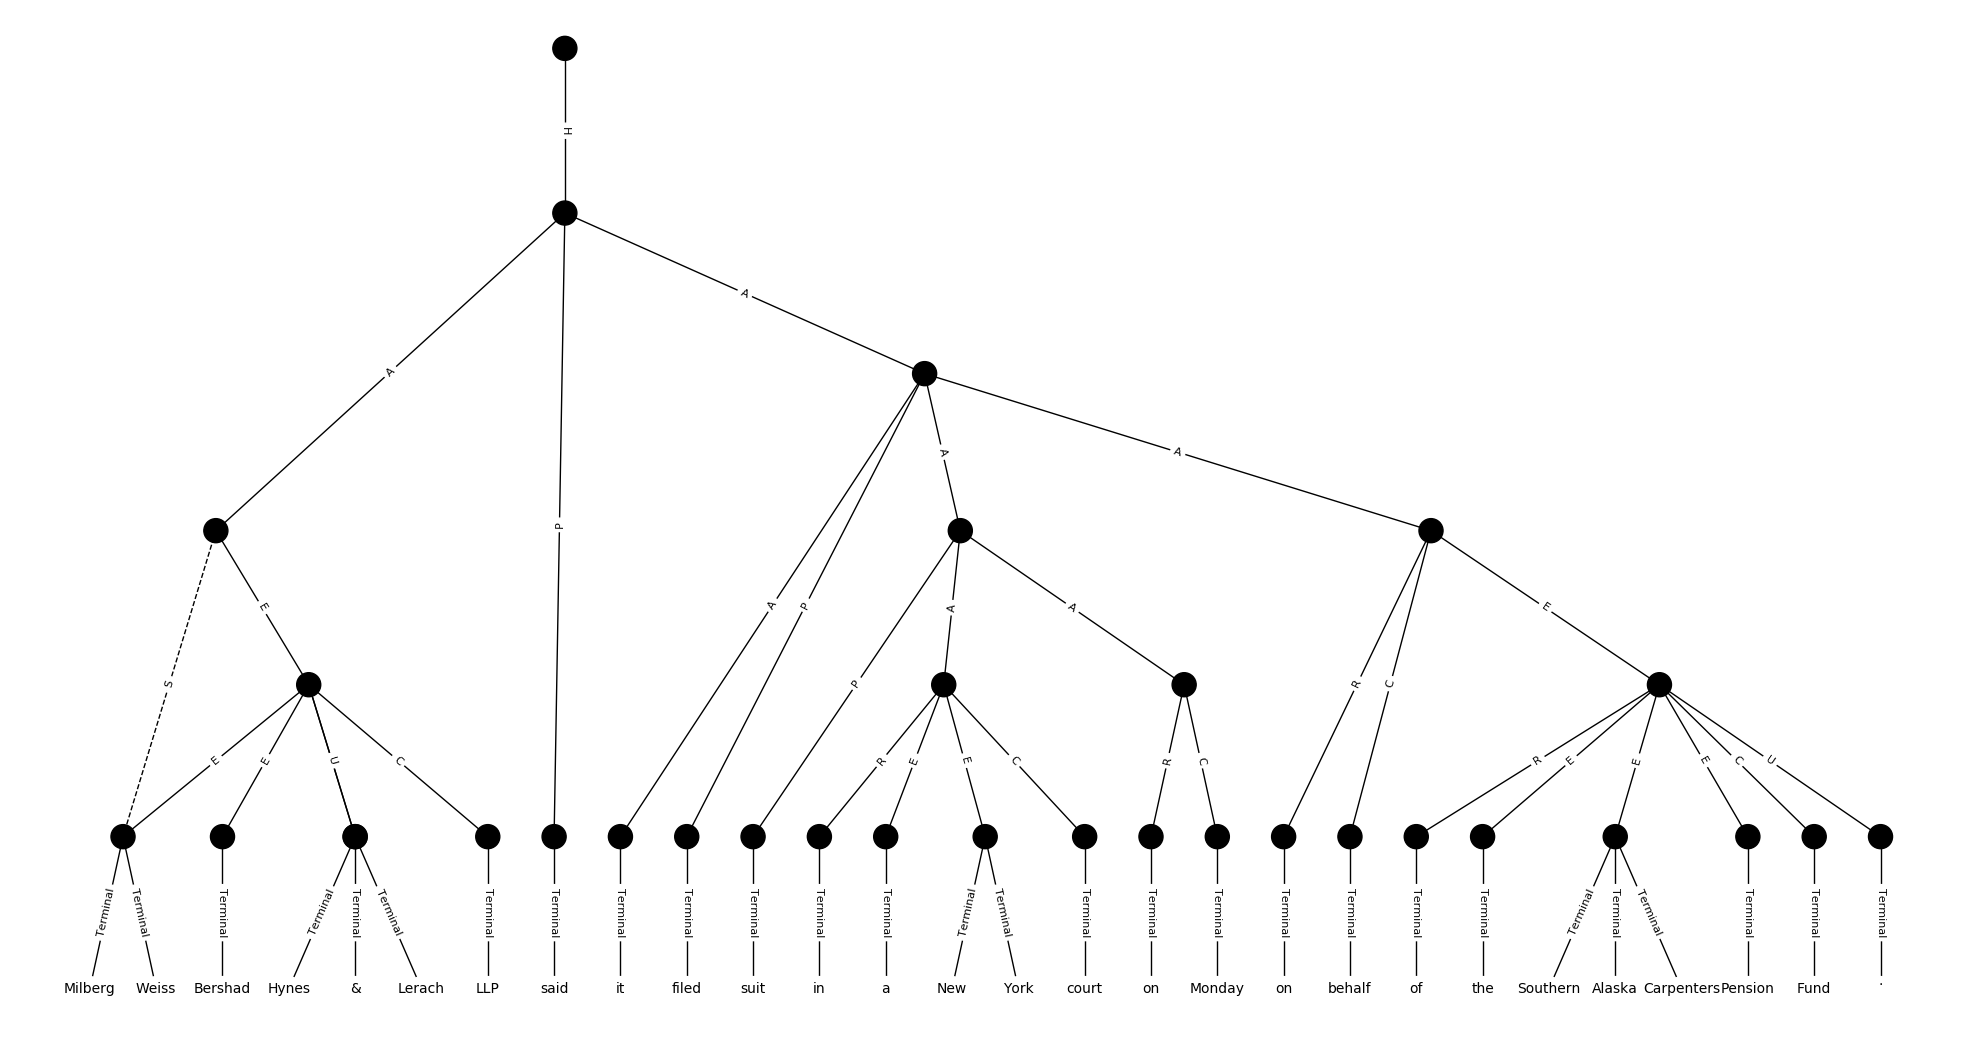 H
A
A
A
A
P
E
A
P
A
A
E
S
P
R
C
E
E
U
C
R
E
E
C
R
C
R
E
E
E
C
U
Terminal Terminal Terminal Terminal Terminal Terminal Terminal Terminal Terminal Terminal Terminal Terminal Terminal Terminal Terminal Terminal Terminal Terminal Terminal Terminal Terminal Terminal Terminal Terminal Terminal Terminal Terminal Terminal
Milberg Weiss Bershad Hynes & Lerach LLP said it filed suit in a New York court on Monday on behalf of the Southern Alaska Carpenters Pension Fund .